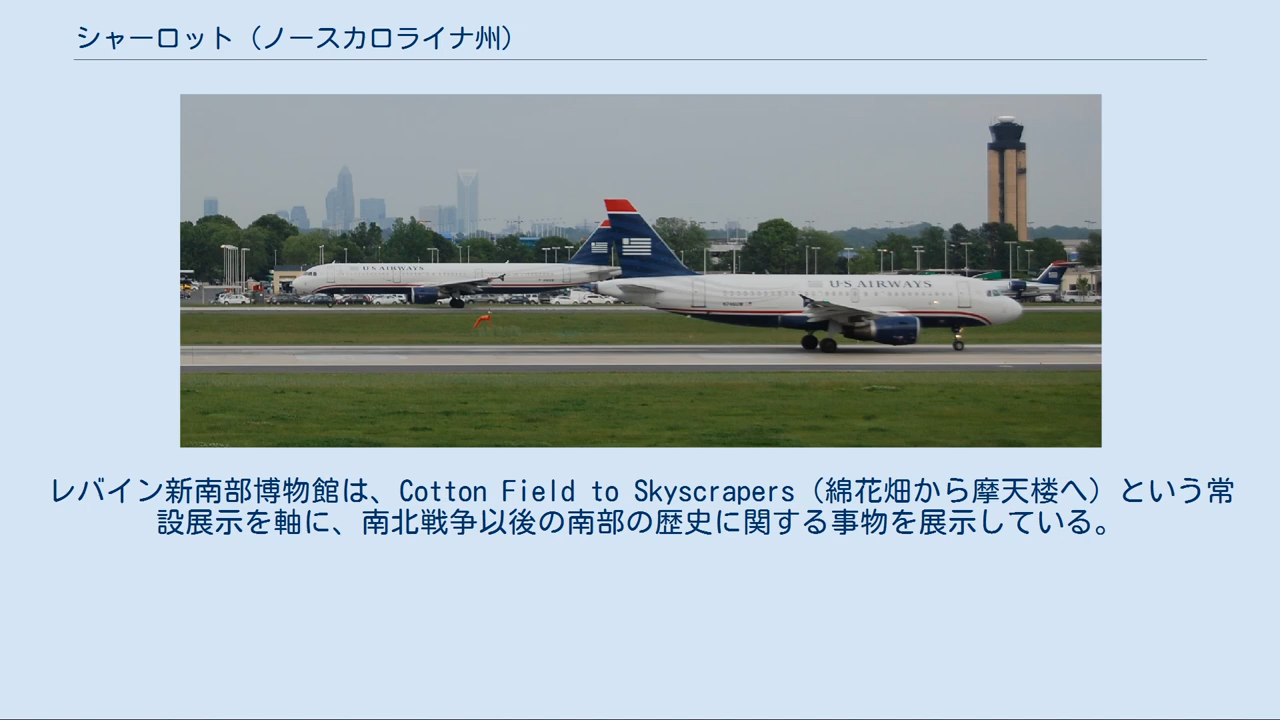 シャーロット（ノースカロライナ州）
U·S AIRWAYS
U·S AIRWAYS
レバイン新南部博物館は、Cotton Field to Skyscrapers（綿花畑から摩天楼へ）という常
設展示を軸に、南北戦争以後の南部の歴史に関する事物を展示している。